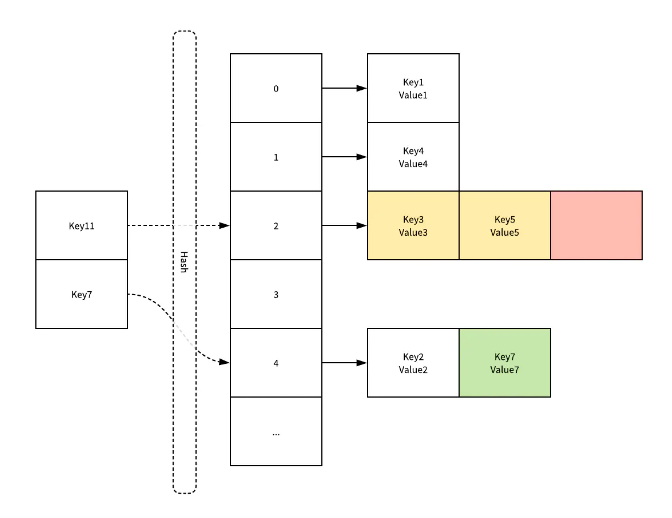 0
Key1
Value1
1
Key4
Value4
Key11
2
Key3
Value3
Key5
Value5
Hash
Key7
3
4
Key2
Value2
Key7
Value7
...